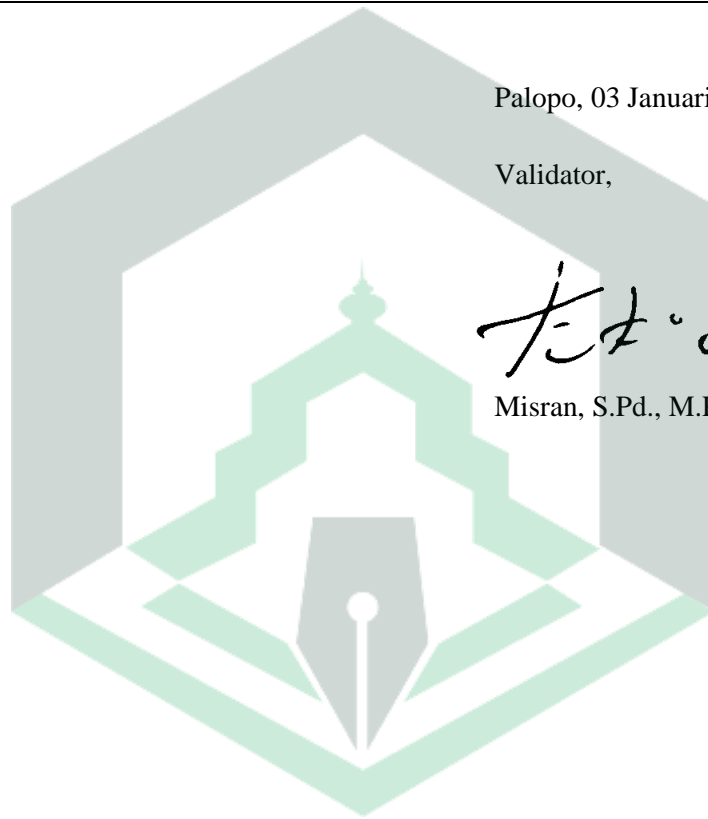 Palopo, 03 Januari
Validator,
Misran, S.Pd., M.